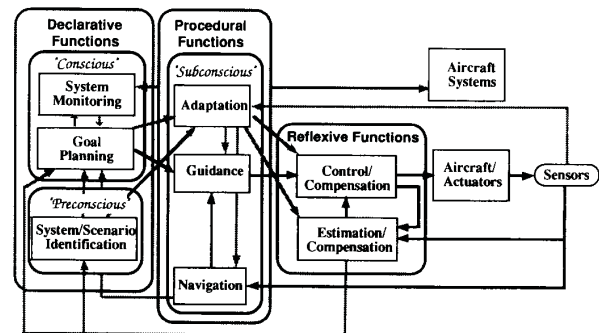 Declarative
Functions
Procedural
Functions
"Conscious"
"Subconscious"
System
Monitoring
Aircraft
Systems
Adaptation
Goal
Planning
Reflexive Functions
Guidance
Control/
Compensation
Aircraft/
Actuators
Sensors
"Preconscious"
System/Scenario
Identification
Estimation/
Compensation
Navigation